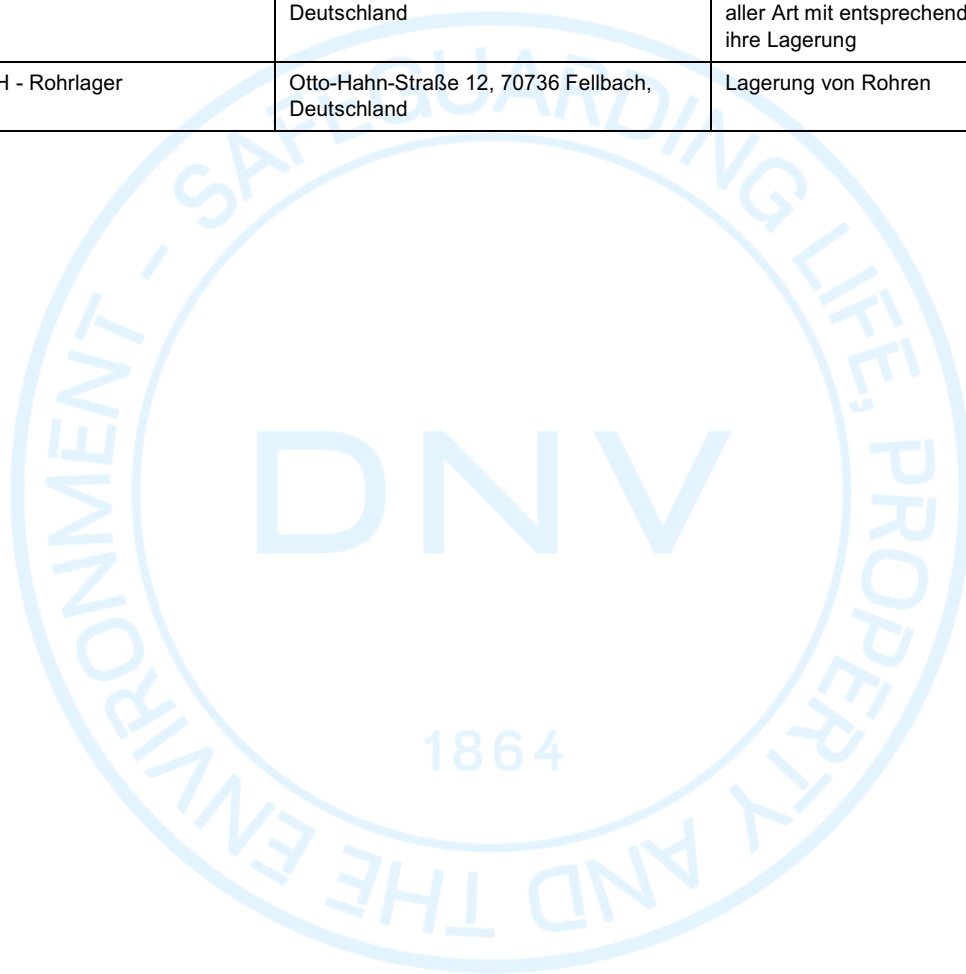 Deutschland
aller Art mit entsprechend
ihre Lagerung
H - Rohrlager
Otto-Hahn-Straße 12, 70736 Fellbach,
Deutschland
Lagerung von Rohren
SAFEGUARDING LIFE, PROPERTY AND THE ENVIRONMENT -
DNV
1864